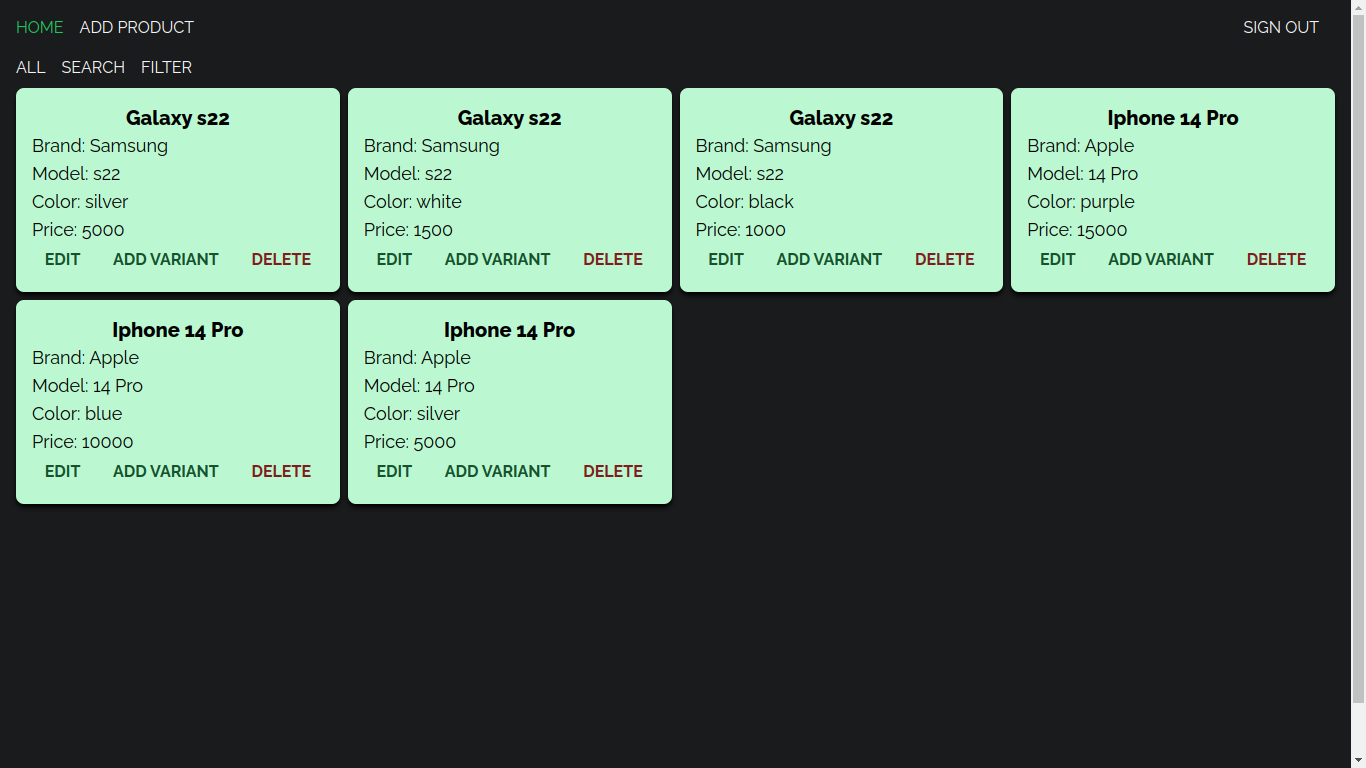 HOME ADD PRODUCT SIGN OUT
ALL SEARCH FILTER
Galaxy s22
Brand: Samsung
Model: s22
Color: silver
Price: 5000
EDIT ADD VARIANT DELETE
Galaxy s22
Brand: Samsung
Model: s22
Color: white
Price: 1500
EDIT ADD VARIANT DELETE
Galaxy s22
Brand: Samsung
Model: s22
Color: black
Price: 1000
EDIT ADD VARIANT DELETE
Iphone 14 Pro
Brand: Apple
Model: 14 Pro
Color: purple
Price: 15000
EDIT ADD VARIANT DELETE
Iphone 14 Pro
Brand: Apple
Model: 14 Pro
Color: blue
Price: 10000
EDIT ADD VARIANT DELETE
Iphone 14 Pro
Brand: Apple
Model: 14 Pro
Color: silver
Price: 5000
EDIT ADD VARIANT DELETE